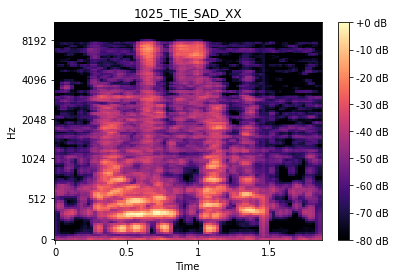 1025_TIE_SAD_XX
+0 dB
8192
-10 dB
4096
-20 dB
-30 dB
2048
Hz
-40 dB
1024
-50 dB
512
-60 dB
-70 dB
0
-80 dB
0
0.5
1
1.5
Time